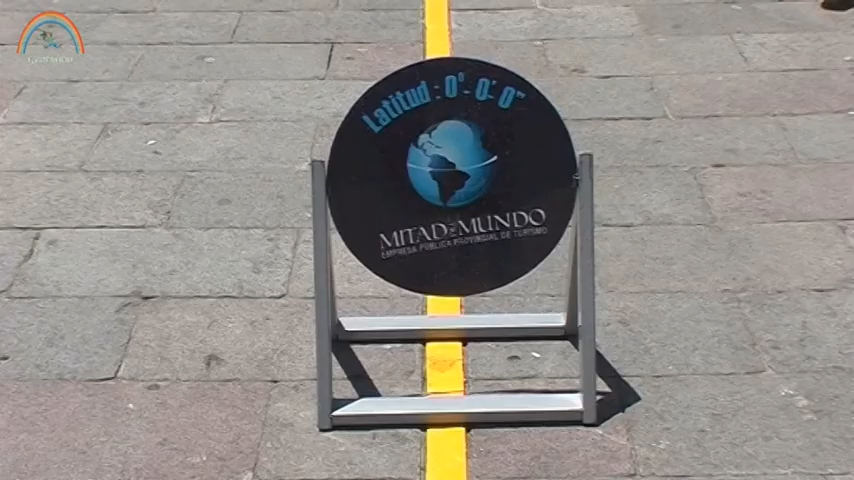 Latitud : 0°- 0'. 0"
MITAD DEL MUNDO
EMPRESA PÚBLICA PROVINCIAL DE TURISMO